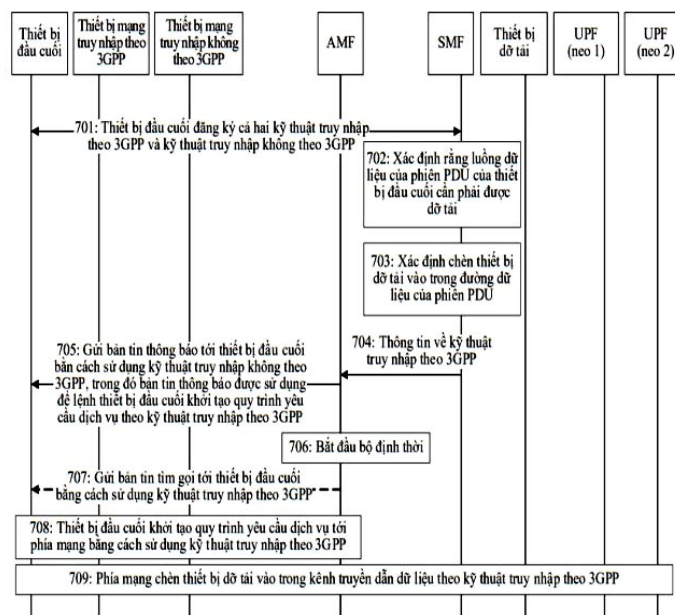 Thiết bị
đầu cuối
Thiết bị mạng
truy nhập theo
3GPP
Thiết bị mạng
truy nhập không
theo 3GPP
AMF
SMF
Thiết bị
dỡ tải
UPF
(neo 1)
UPF
(neo 2)
701: Thiết bị đầu cuối đăng ký cả hai kỹ thuật truy nhập
theo 3GPP và kỹ thuật truy nhập không theo 3GPP
702: Xác định rằng luồng dữ
liệu của phiên PDU của thiết
bị đầu cuối cần phải được
dỡ tải
703: Xác định chèn thiết bị
dỡ tải vào trong đường dữ
liệu của phiên PDU
704: Thông tin về kỹ thuật
truy nhập theo 3GPP
705: Gửi bản tin thông báo tới thiết bị đầu cuối
bằng cách sử dụng kỹ thuật truy nhập không theo
3GPP, trong đó bản tin thông báo được sử dụng
để lệnh thiết bị đầu cuối khởi tạo quy trình yêu
cầu dịch vụ theo kỹ thuật truy nhập theo 3GPP
706: Bắt đầu bộ định thời
707: Gửi bản tin tìm gọi tới thiết bị đầu cuối
bằng cách sử dụng kỹ thuật truy nhập theo 3GPP
708: Thiết bị đầu cuối khởi tạo quy trình yêu cầu dịch vụ tới
phía mạng bằng cách sử dụng kỹ thuật truy nhập theo 3GPP
709: Phía mạng chèn thiết bị dỡ tải vào trong kênh truyền dẫn dữ liệu theo kỹ thuật truy nhập theo 3GPP